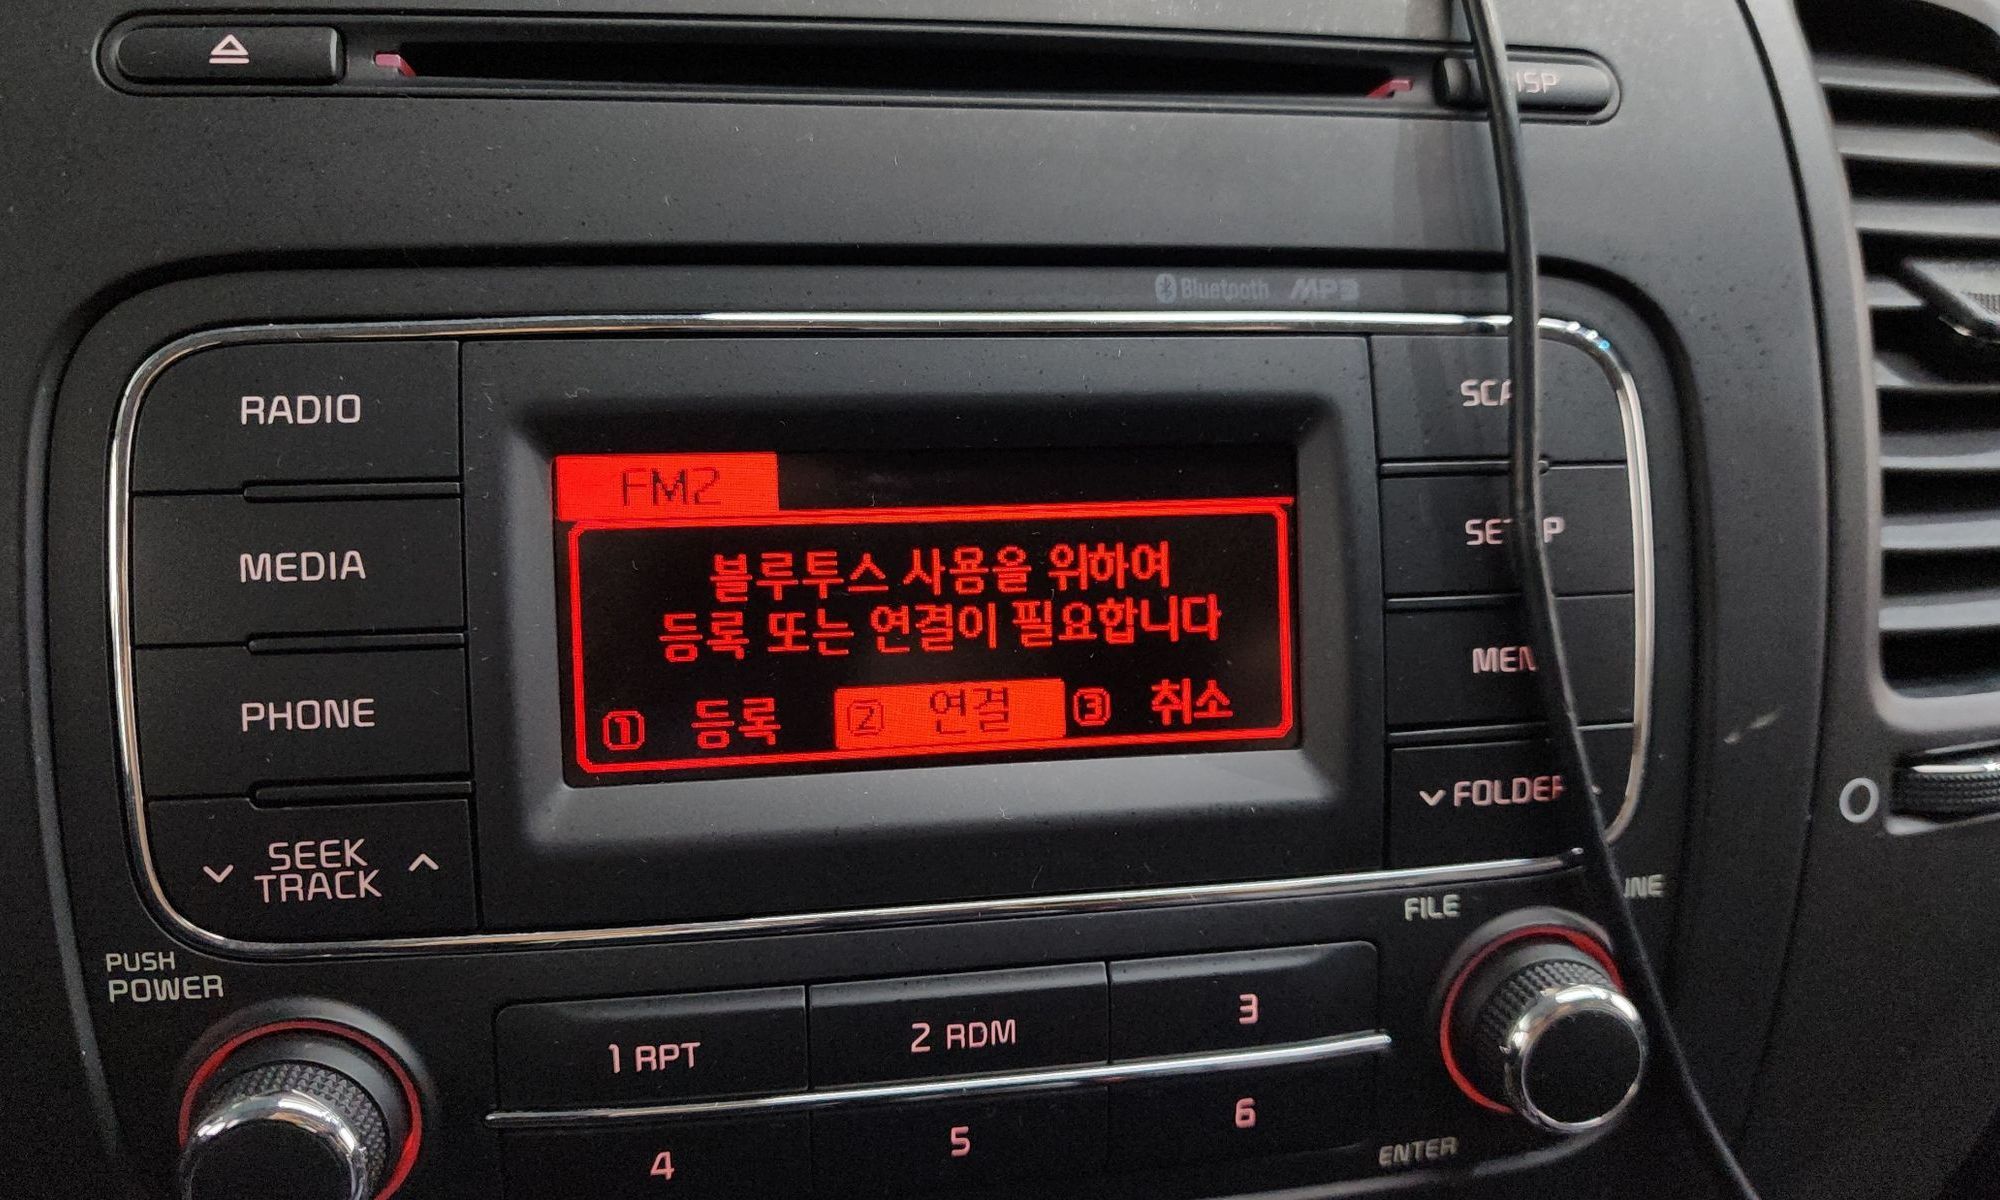 Bluetooth MP3
RADIO
MEDIA
PHONE
SEEK
TRACK
FM2
블루투스 사용을 위하여
등록 또는 연결이 필요합니다
1 등록 2 연결 3 취소
FOLDER
PUSH
POWER
FILE
1 RPT
2 RDM
3
4
5
6
ENTER
O